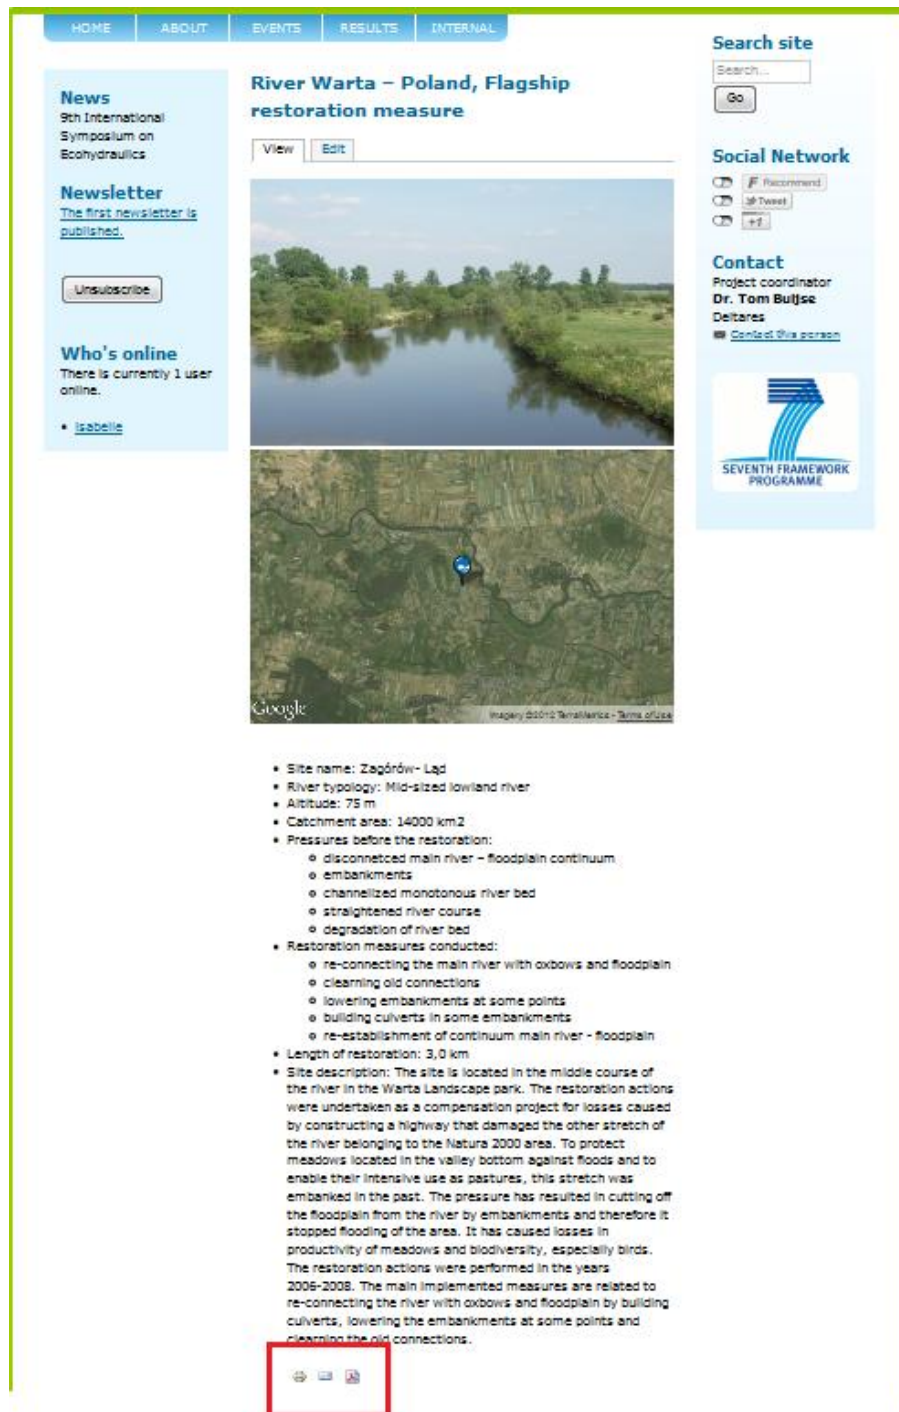 HOME ABOUT EVENTS RESULTS INTERNAL
News
9th International
Symposium on
Ecohydraulics
Newsletter
The first newsletter is
published.
Unsubscribe
Who's online
There is currently 1 user
online.
• Isabelle
River Warta – Poland, Flagship
restoration measure
View Edit
Google
Imagery ©2012 TerraMetrics - Terms of Use
• Site name: Zagórów- Ląd
• River typology: Mid-sized lowland river
• Altitude: 75 m
• Catchment area: 14000 km2
• Pressures before the restoration:
disconnetced main river – floodplain continuum
embankments
channelized monotonous river bed
straightened river course
degradation of river bed
• Restoration measures conducted:
re-connecting the main river with oxbows and floodplain
clearning old connections
lowering embankments at some points
building culverts in some embankments
re-establishment of continuum main river - floodplain
• Length of restoration: 3,0 km
• Site description: The site is located in the middle course of
the river in the Warta Landscape park. The restoration actions
were undertaken as a compensation project for losses caused
by constructing a highway that damaged the other stretch of
the river belonging to the Natura 2000 area. To protect
meadows located in the valley bottom against floods and to
enable their intensive use as pastures, this stretch was
embanked in the past. The pressure has resulted in cutting off
the floodplain from the river by embankments and therefore it
stopped flooding of the area. It has caused losses in
productivity of meadows and biodiversity, especially birds.
The restoration actions were performed in the years
2006-2008. The main implemented measures are related to
re-connecting the river with oxbows and floodplain by building
culverts, lowering the embankments at some points and
clearning the old connections.
Search site
Search...
Go
Social Network
Recommend
Tweet
+1
Contact
Project coordinator
Dr. Tom Buijse
Deltares
Contact this person
SEVENTH FRAMEWORK
PROGRAMME